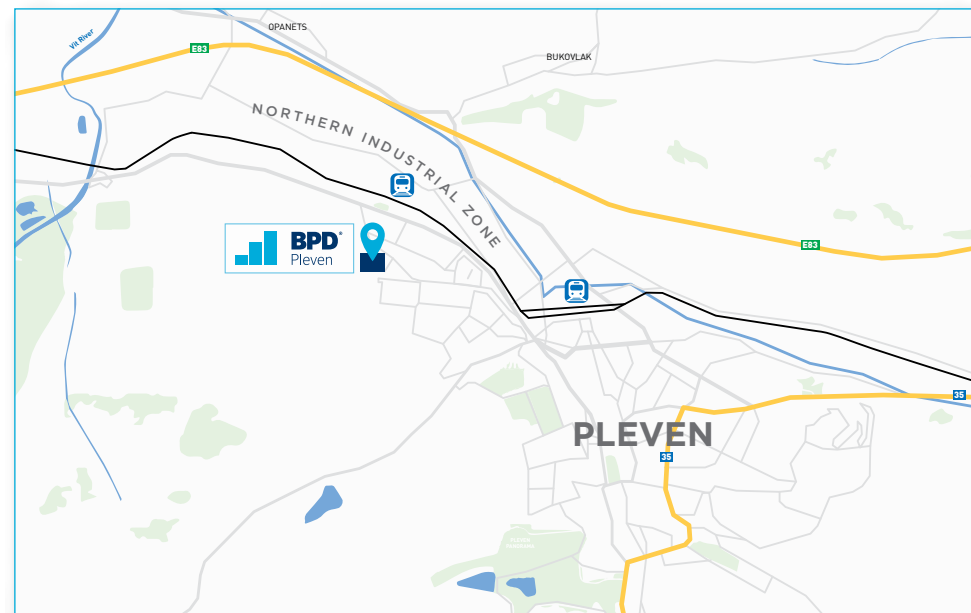 OPANETS
Vit River
E83
BUKOVLAK
NORTHERN INDUSTRIAL ZONE
BPD®
Pleven
E83
35
PLEVEN
35